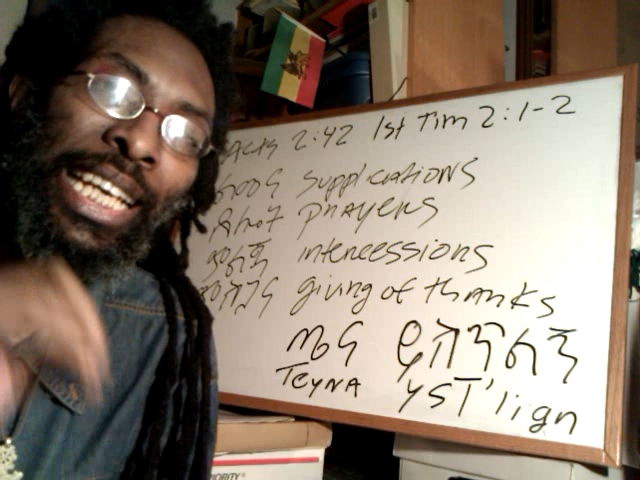 Acts 2:42 1st Tim 2:1-2
supplications
prayers
intercessions
giving of thanks
ጤና ይስጥልኝ
TeYNA ysT'lign